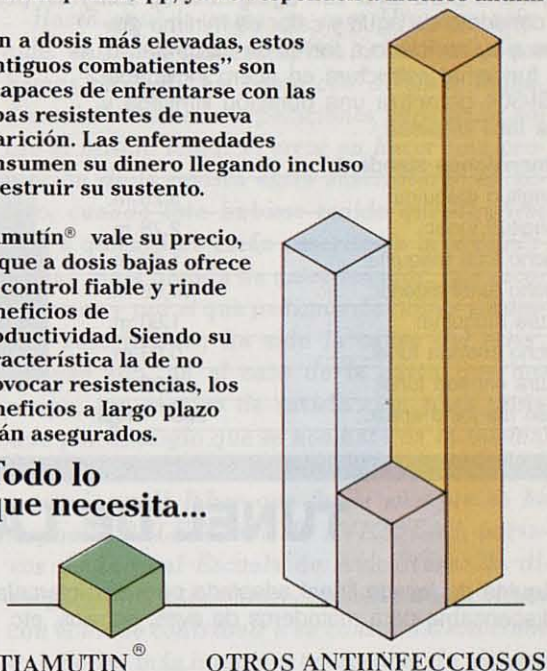 n a dosis más elevadas, estos
ntiguos combatientes” son
apaces de enfrentarse con las
pas resistentes de nueva
arición. Las enfermedades
nsumen su dinero llegando incluso
estruir su sustento.
amutín® vale su precio,
que a dosis bajas ofrece
control fiable y rinde
neficios de
oductividad. Siendo su
racterística la de no
ovocar resistencias, los
neficios a largo plazo
án asegurados.
Todo lo
que necesita...
TIAMUTÍN®
OTROS ANTIINFECCIOSOS